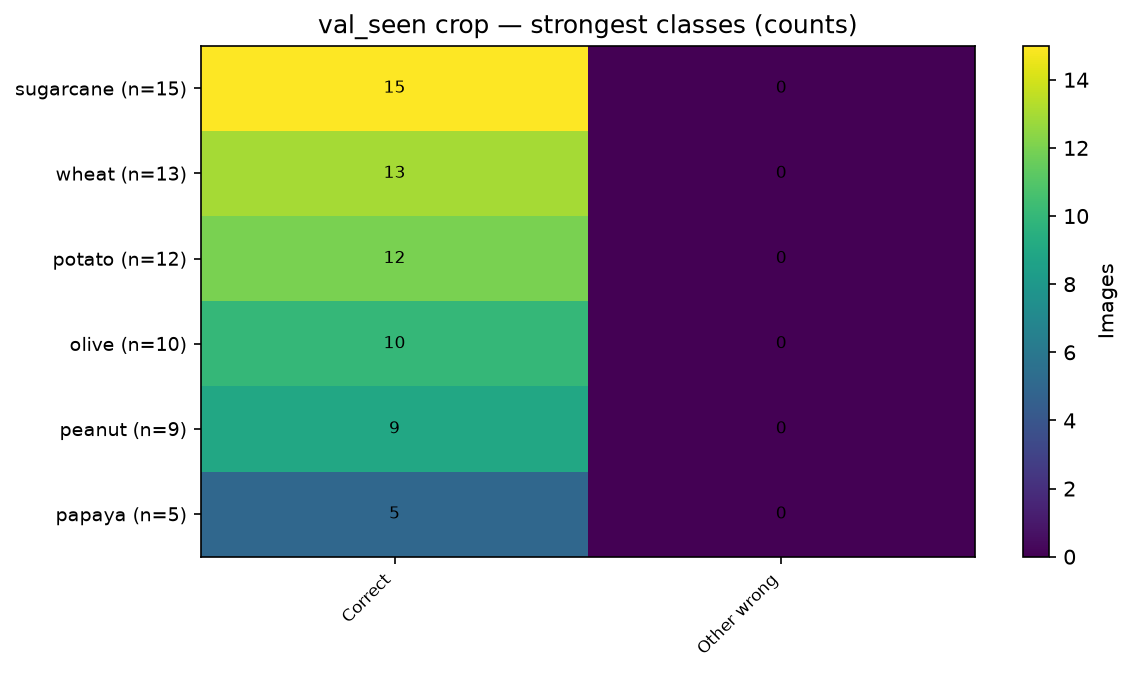 val_seen crop — strongest classes (counts)
sugarcane (n=15)
15
0
wheat (n=13)
13
0
potato (n=12)
12
0
olive (n=10)
10
0
peanut (n=9)
9
0
papaya (n=5)
5
0
Correct
Other wrong
14
12
10
8
6
4
2
0
Images